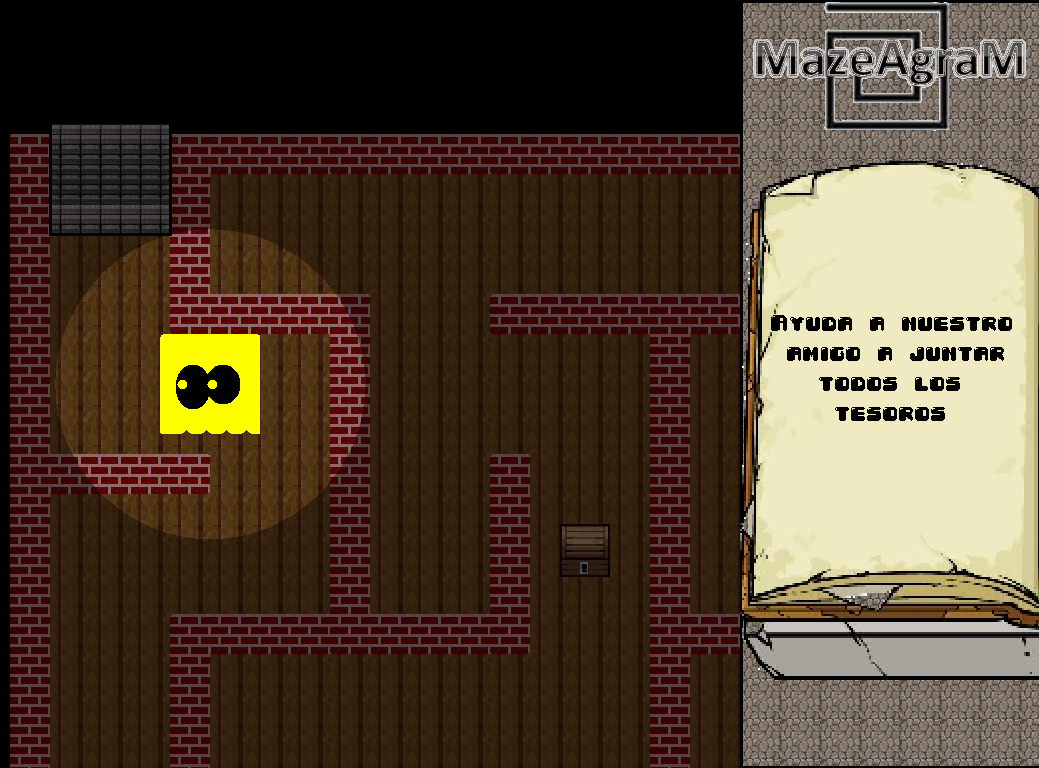 MazeAgraM
AYUDA A NUESTRO
AMIGO A JUNTAR
TODOS LOS
TESOROS